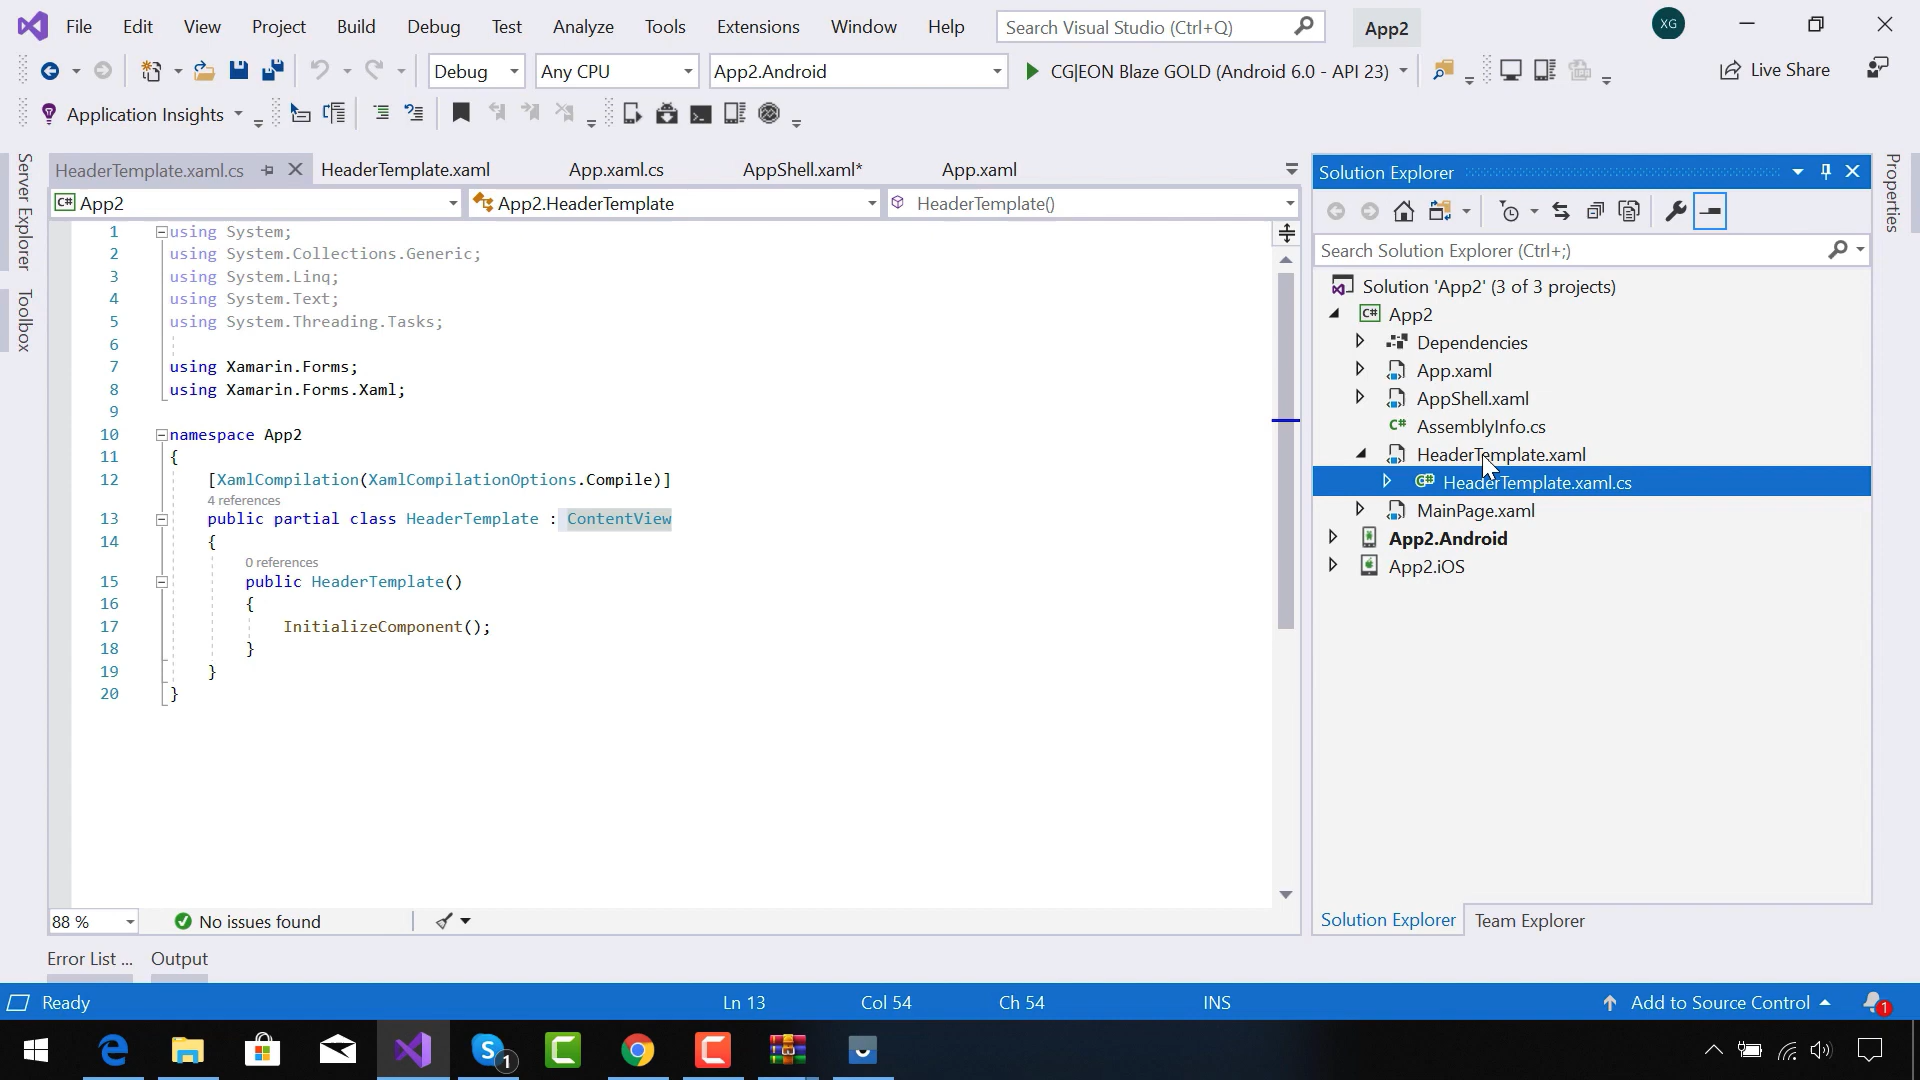 File Edit View Project Build Debug Test Analyze Tools Extensions Window Help Search Visual Studio (Ctrl+Q) App2 XG
Debug Any CPU App2.Android CG|EON Blaze GOLD (Android 6.0 - API 23) Live Share
Application Insights
Server Explorer
Toolbox
HeaderTemplate.xaml.cs HeaderTemplate.xaml App.xaml.cs AppShell.xaml* App.xaml
C# App2 App2.HeaderTemplate HeaderTemplate()
1 using System;
2 using System.Collections.Generic;
3 using System.Linq;
4 using System.Text;
5 using System.Threading.Tasks;
6
7 using Xamarin.Forms;
8 using Xamarin.Forms.Xaml;
9
10 namespace App2
11 {
12 [XamlCompilation(XamlCompilationOptions.Compile)]
4 references
13 public partial class HeaderTemplate : ContentView
14 {
0 references
15 public HeaderTemplate()
16 {
17 InitializeComponent();
18 }
19 }
20 }
88 % No issues found
Solution Explorer
Search Solution Explorer (Ctrl+;)
Solution 'App2' (3 of 3 projects)
C# App2
Dependencies
App.xaml
AppShell.xaml
C# AssemblyInfo.cs
HeaderTemplate.xaml
C# HeaderTemplate.xaml.cs
MainPage.xaml
App2.Android
App2.iOS
Solution Explorer Team Explorer
Properties
Error List ... Output
Ready Ln 13 Col 54 Ch 54 INS Add to Source Control 1
1